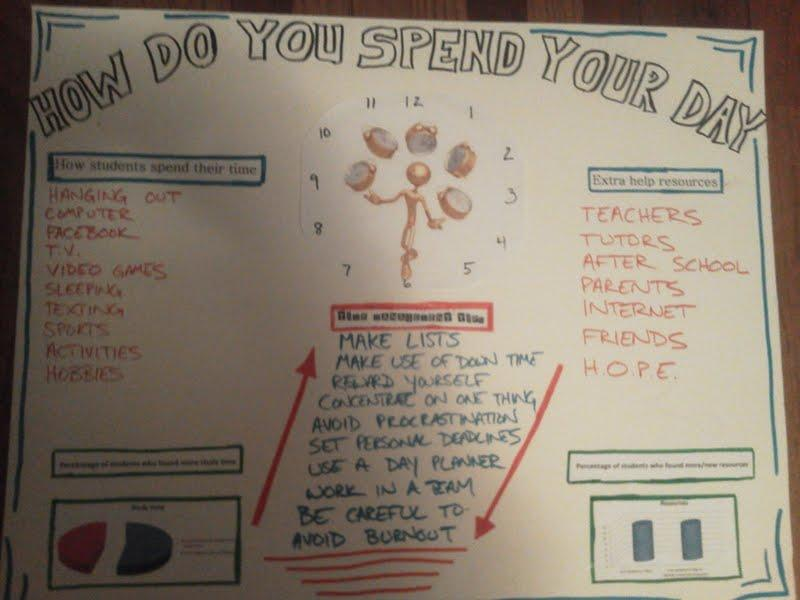 HOW DO YOU SPEND YOUR DAY
How students spend their time
HANGING OUT
COMPUTER
FACEBOOK
T.V.
VIDEO GAMES
SLEEPING
TEXTING
SPORTS
ACTIVITIES
HOBBIES
12
1
2
3
4
5
6
7
8
9
10
11
TIME MANAGEMENT TIPS
MAKE LISTS
MAKE USE OF DOWN TIME
REWARD YOURSELF
CONCENTRATE ON ONE THING
AVOID PROCRASTINATION
SET PERSONAL DEADLINES
USE A DAY PLANNER
WORK IN A TEAM
BE CAREFUL TO
AVOID BURNOUT
Extra help resources
TEACHERS
TUTORS
AFTER SCHOOL
PARENTS
INTERNET
FRIENDS
H.O.P.E.
Percentage of students who found more study time
Study time
Percentage of students who found more/new resources
Resources